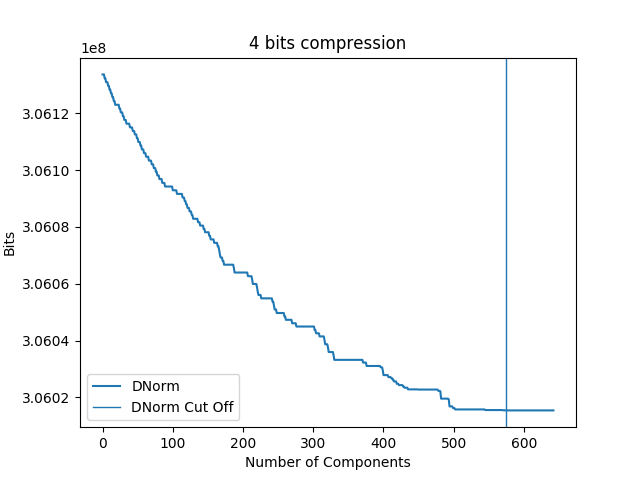 4 bits compression
1e8
3.0612
3.0610
3.0608
3.0606
3.0604
3.0602
Bits
DNorm
DNorm Cut Off
0 100 200 300 400 500 600
Number of Components